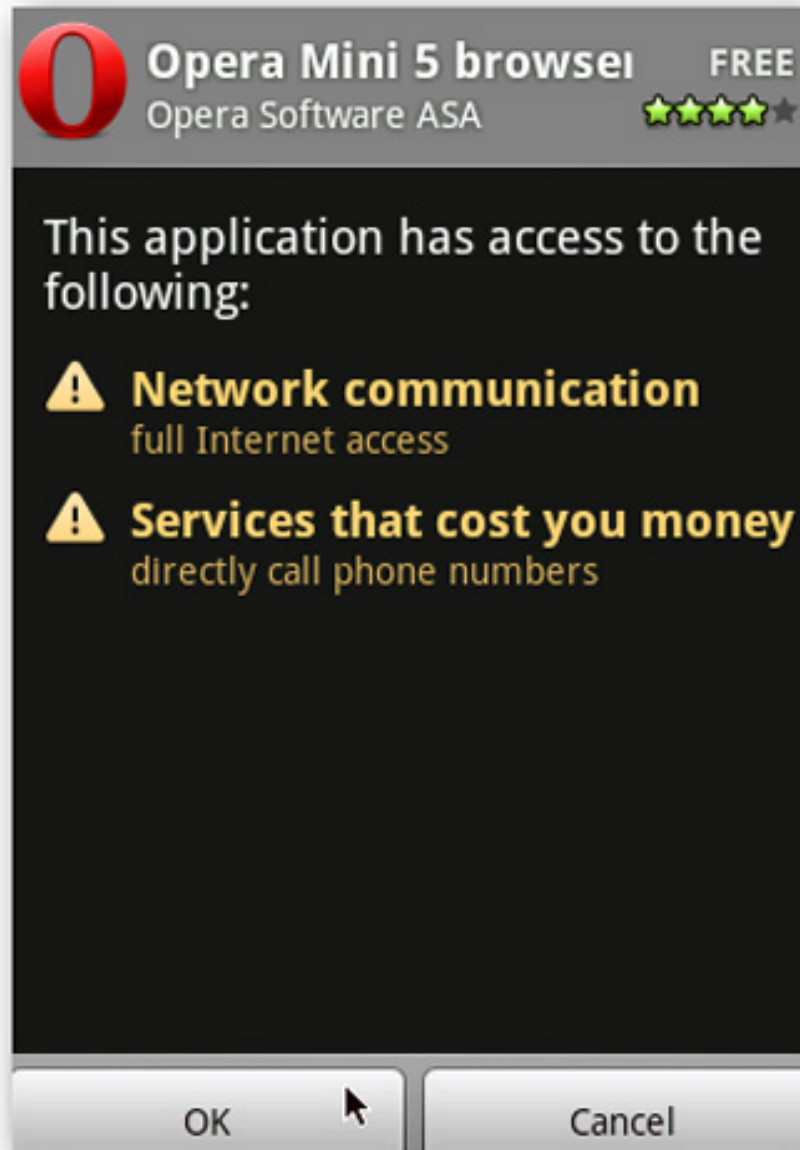 Opera Mini 5 browser
FREE
Opera Software ASA
This application has access to the
following:
Network communication
full Internet access
Services that cost you money
directly call phone numbers
OK
Cancel